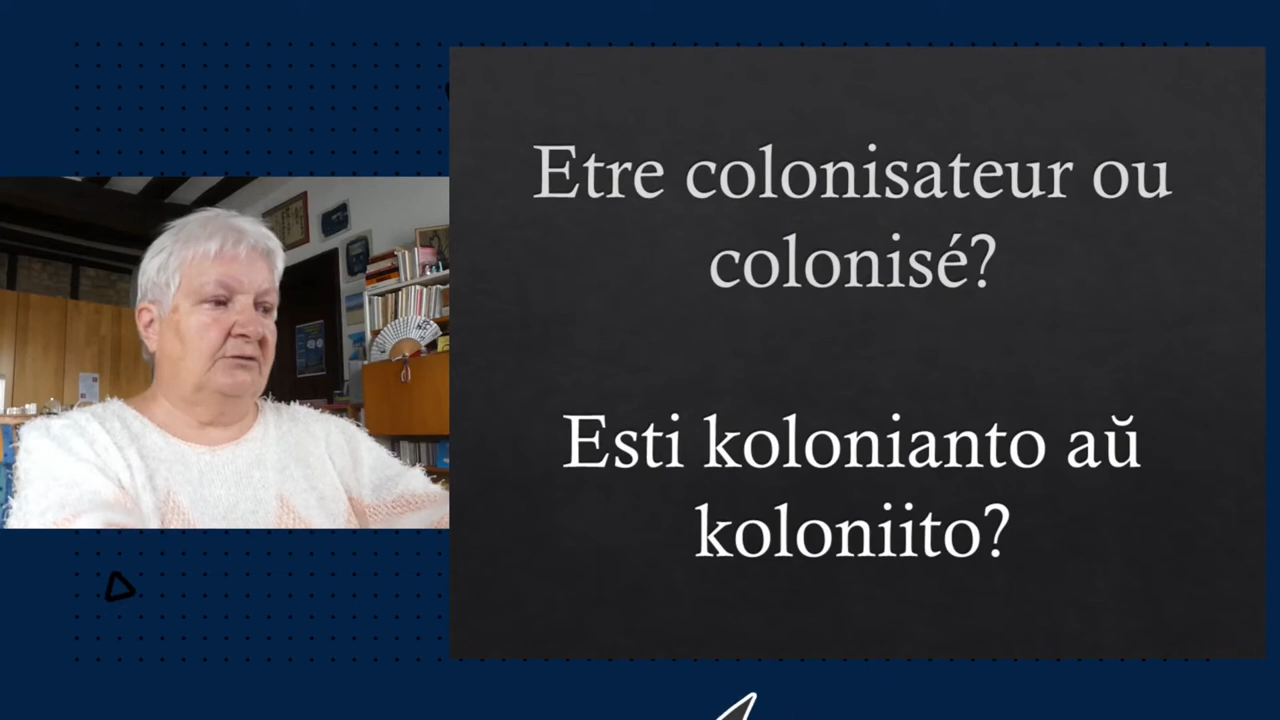 Etre colonisateur ou
colonisé?
Esti kolonianto aŭ
koloniito?